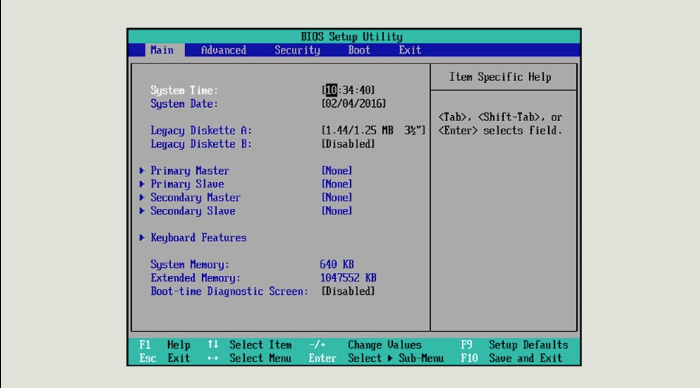 BIOS Setup Utility
Main Advanced Security Boot Exit
System Time: [10:34:40]
System Date: [02/04/2016]
Legacy Diskette A: [1.44/1.25 MB 3½"]
Legacy Diskette B: [Disabled]
Primary Master [None]
Primary Slave [None]
Secondary Master [None]
Secondary Slave [None]
Keyboard Features
System Memory: 640 KB
Extended Memory: 1047552 KB
Boot-time Diagnostic Screen: [Disabled]
Item Specific Help
<Tab>, <Shift-Tab>, or
<Enter> selects field.
F1 Help ↑↓ Select Item -/+ Change Values F9 Setup Defaults
Esc Exit ↔ Select Menu Enter Select ▶ Sub-Menu F10 Save and Exit